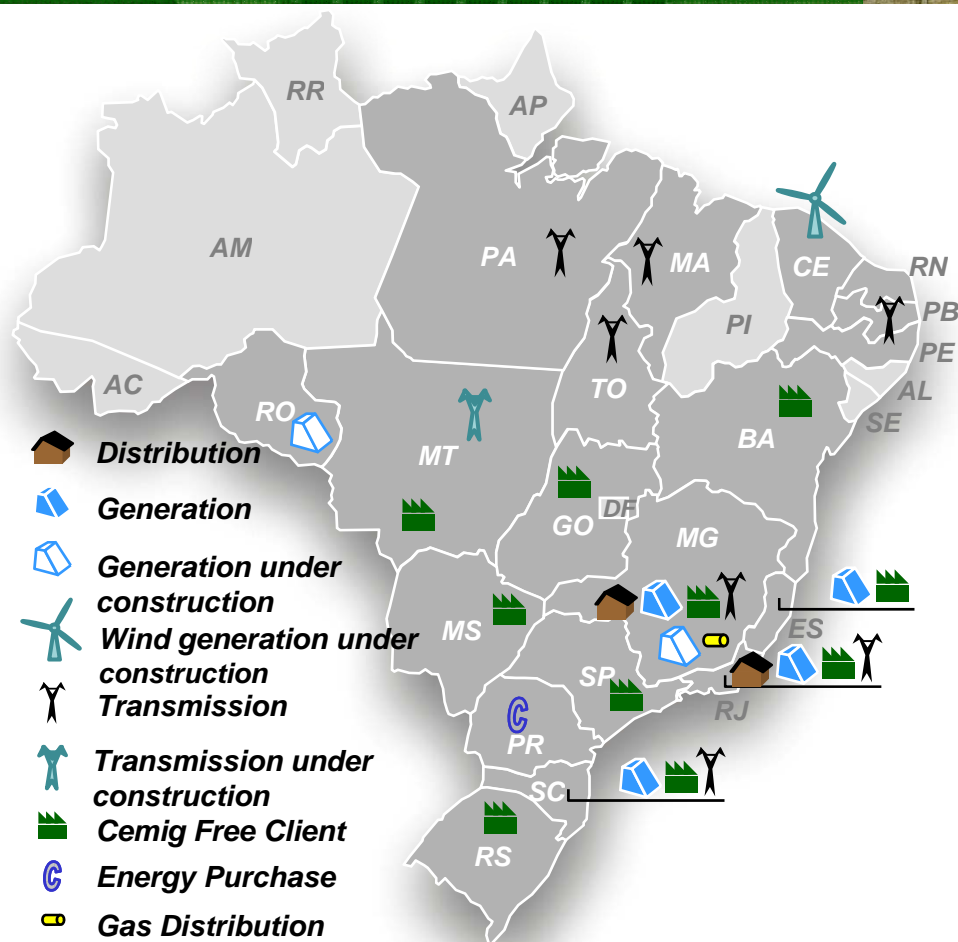 RR
AP
AM
PA
MA
CE
RN
PI
PB
PE
TO
AC
AL
RO
SE
BA
MT
Distribution
GO
DF
Generation
MG
Generation under
construction
MS
ES
Wind generation under
construction
SP
Transmission
RJ
C
PR
Transmission under
construction
SC
Cemig Free Client
RS
C
Energy Purchase
Gas Distribution